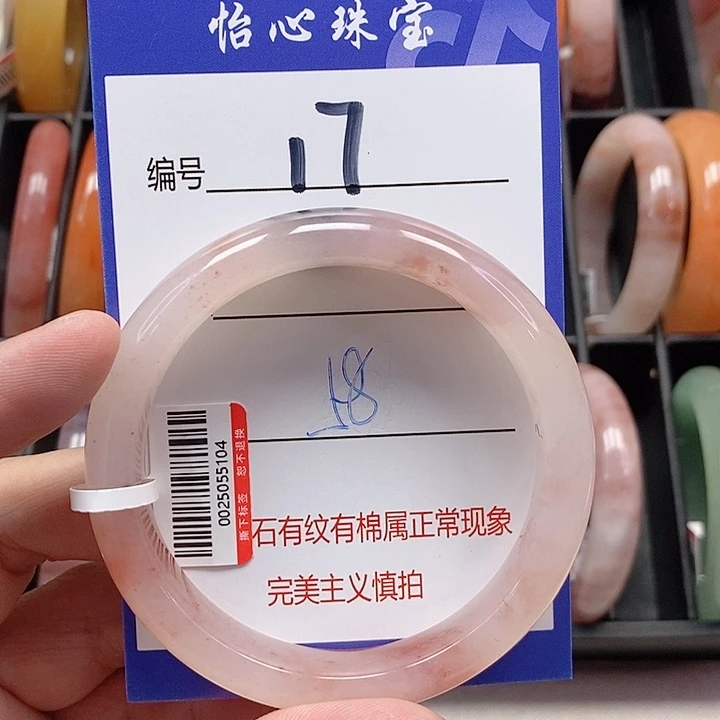 怡心珠宝
编号 17
58
0025055104
撕下标签 恕不退换
石有纹有棉属正常现象
完美主义慎拍